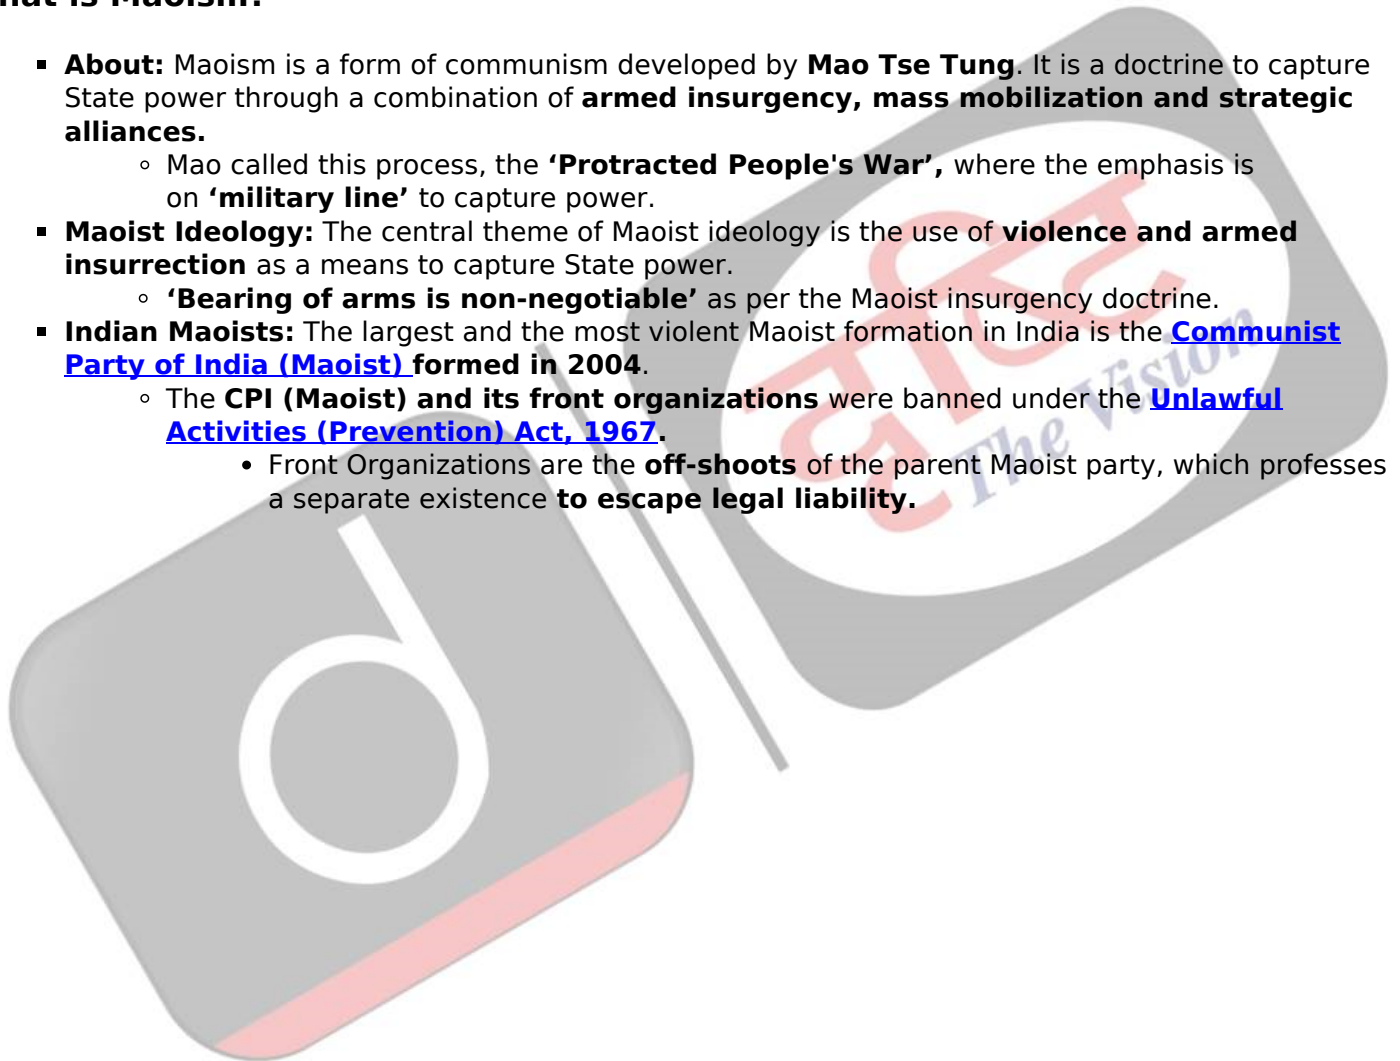 What is Maoism?
▪ About: Maoism is a form of communism developed by Mao Tse Tung. It is a doctrine to capture
State power through a combination of armed insurgency, mass mobilization and strategic
alliances.
◦ Mao called this process, the ‘Protracted People's War’, where the emphasis is
on ‘military line’ to capture power.
▪ Maoist Ideology: The central theme of Maoist ideology is the use of violence and armed
insurrection as a means to capture State power.
◦ ‘Bearing of arms is non-negotiable’ as per the Maoist insurgency doctrine.
▪ Indian Maoists: The largest and the most violent Maoist formation in India is the Communist
Party of India (Maoist) formed in 2004.
◦ The CPI (Maoist) and its front organizations were banned under the Unlawful
Activities (Prevention) Act, 1967.
• Front Organizations are the off-shoots of the parent Maoist party, which professes
a separate existence to escape legal liability.
दृष्टि
The Vision
d